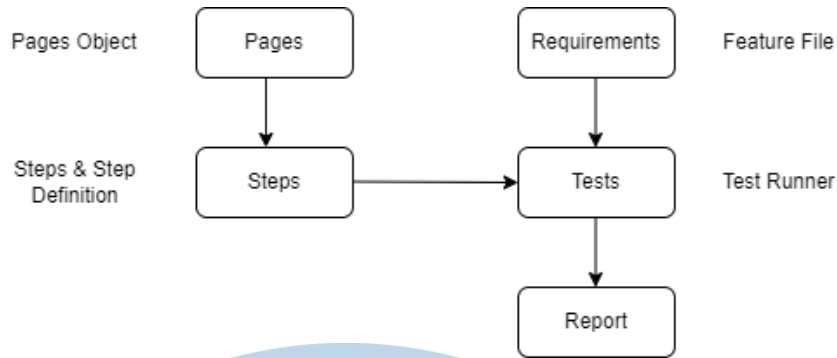 Pages Object
Pages
Requirements
Feature File
Steps & Step
Definition
Steps
Tests
Test Runner
Report